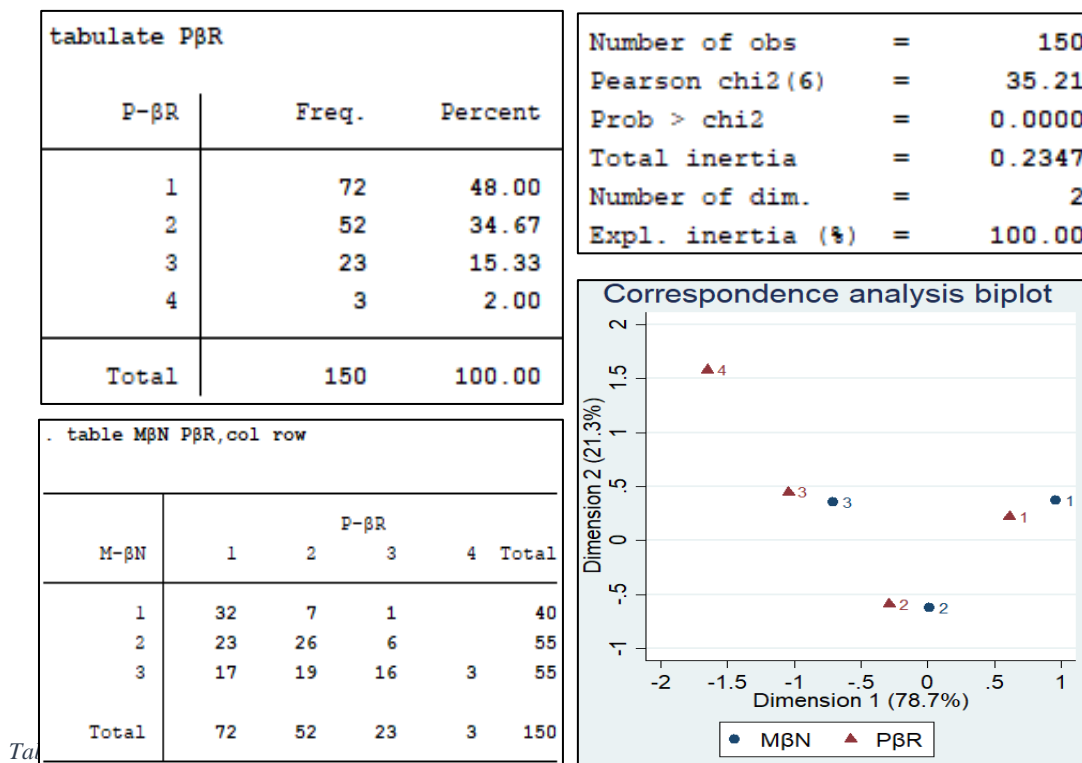 tabulate PβR
P-βR Freq. Percent
1 72 48.00
2 52 34.67
3 23 15.33
4 3 2.00
Total 150 100.00
. table MβN PβR,col row
P-βR
M-βN 1 2 3 4 Total
1 32 7 1 40
2 23 26 6 55
3 17 19 16 3 55
Total 72 52 23 3 150
Number of obs = 150
Pearson chi2(6) = 35.21
Prob > chi2 = 0.0000
Total inertia = 0.2347
Number of dim. = 2
Expl. inertia (%) = 100.00
Correspondence analysis biplot
Dimension 2 (21.3%)
2
1.5
1
.5
0
-.5
-1
4
3
3
1
1
2
2
-2 -1.5 -1 -.5 0 .5 1
Dimension 1 (78.7%)
MβN PβR